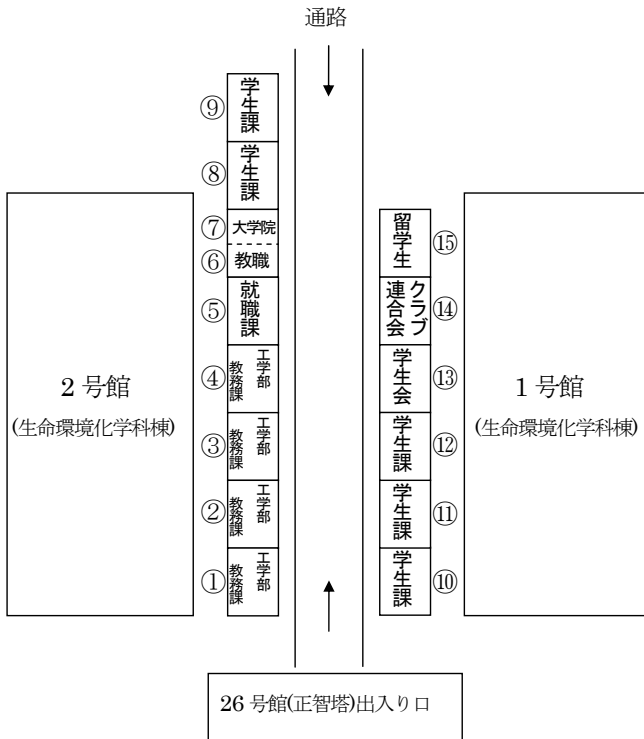 通路
⑨
学生課
⑧
学生課
⑦
大学院
⑥
教職
⑤
就職課
④
工学部
教務課
③
工学部
教務課
②
工学部
教務課
①
工学部
教務課
留学生
⑮
クラブ
連合会
⑭
学生会
⑬
学生課
⑫
学生課
⑪
学生課
⑩
2 号館
(生命環境化学科棟)
1 号館
(生命環境化学科棟)
26 号館(正智塔)出入り口